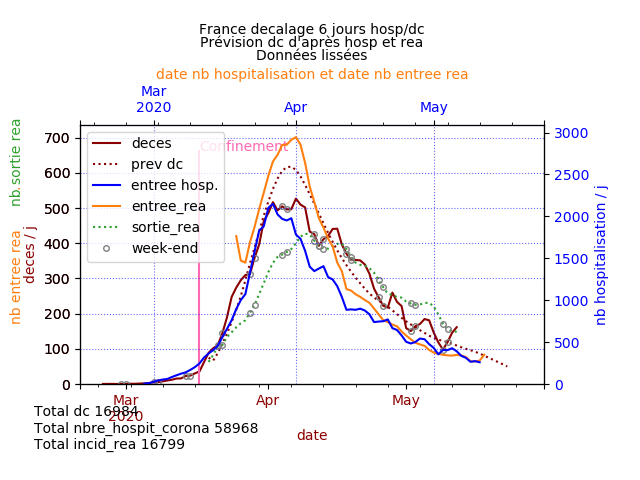 France decalage 6 jours hosp/dc
Prévision dc d'après hosp et rea
Données lissées
date nb hospitalisation et date nb entree rea
Mar
2020
Apr
May
Confinement
deces
prev dc
entree hosp.
entree_rea
sortie_rea
week-end
700
600
500
400
300
200
100
0
3000
2500
2000
1500
1000
500
0
nb entree rea
nb.sortie rea
deces / j
nb hospitalisation / j
Mar
2020
Apr
May
date
Total dc 16984
Total nbre_hospit_corona 58968
Total incid_rea 16799